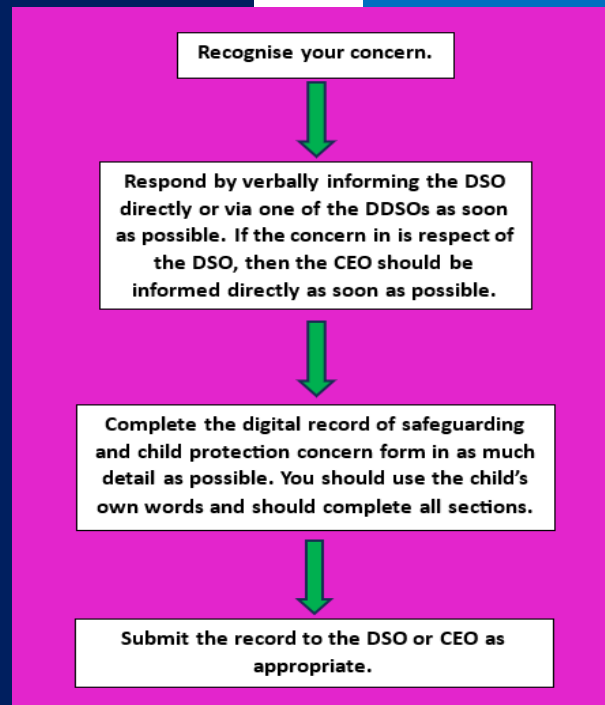 Recognise your concern.
Respond by verbally informing the DSO
directly or via one of the DDSOs as soon
as possible. If the concern in is respect of
the DSO, then the CEO should be
informed directly as soon as possible.
Complete the digital record of safeguarding
and child protection concern form in as much
detail as possible. You should use the child’s
own words and should complete all sections.
Submit the record to the DSO or CEO as
appropriate.